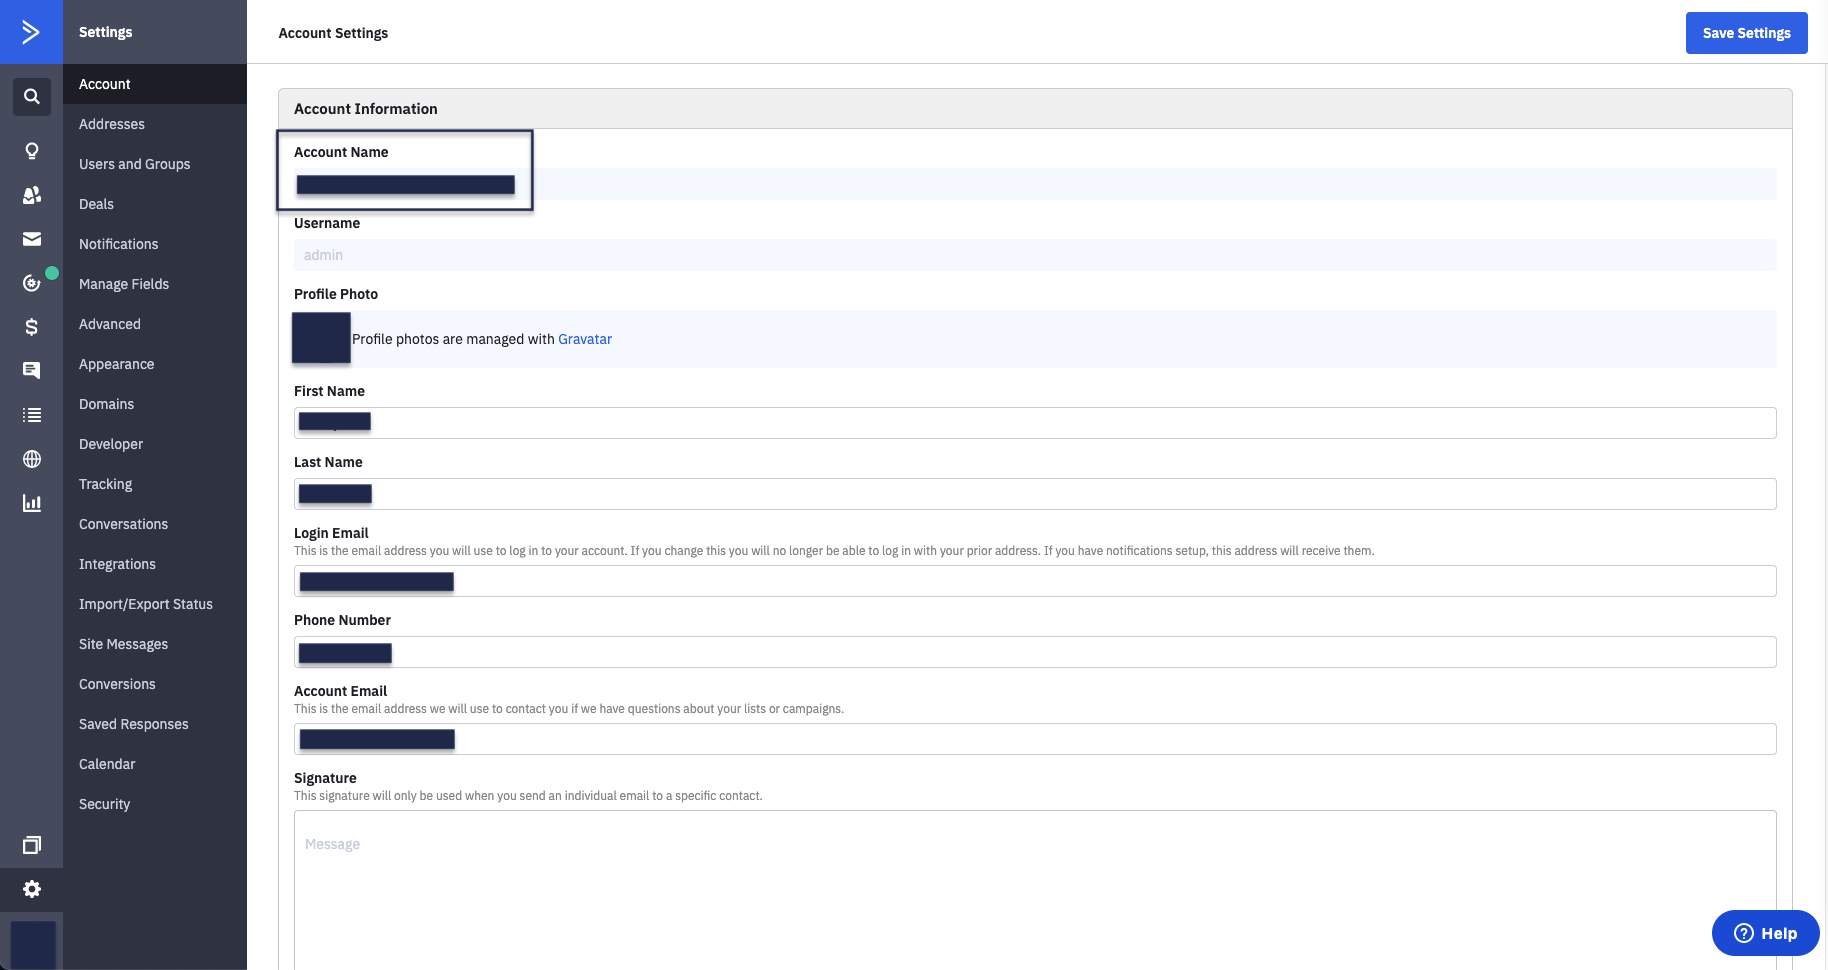 Settings
Account
Addresses
Users and Groups
Deals
Notifications
Manage Fields
Advanced
Appearance
Domains
Developer
Tracking
Conversations
Integrations
Import/Export Status
Site Messages
Conversions
Saved Responses
Calendar
Security
Account Settings
Save Settings
Account Information
Account Name
Username
admin
Profile Photo
Profile photos are managed with Gravatar
First Name
Last Name
Login Email
This is the email address you will use to log in to your account. If you change this you will no longer be able to log in with your prior address. If you have notifications setup, this address will receive them.
Phone Number
Account Email
This is the email address we will use to contact you if we have questions about your lists or campaigns.
Signature
This signature will only be used when you send an individual email to a specific contact.
Message
Help